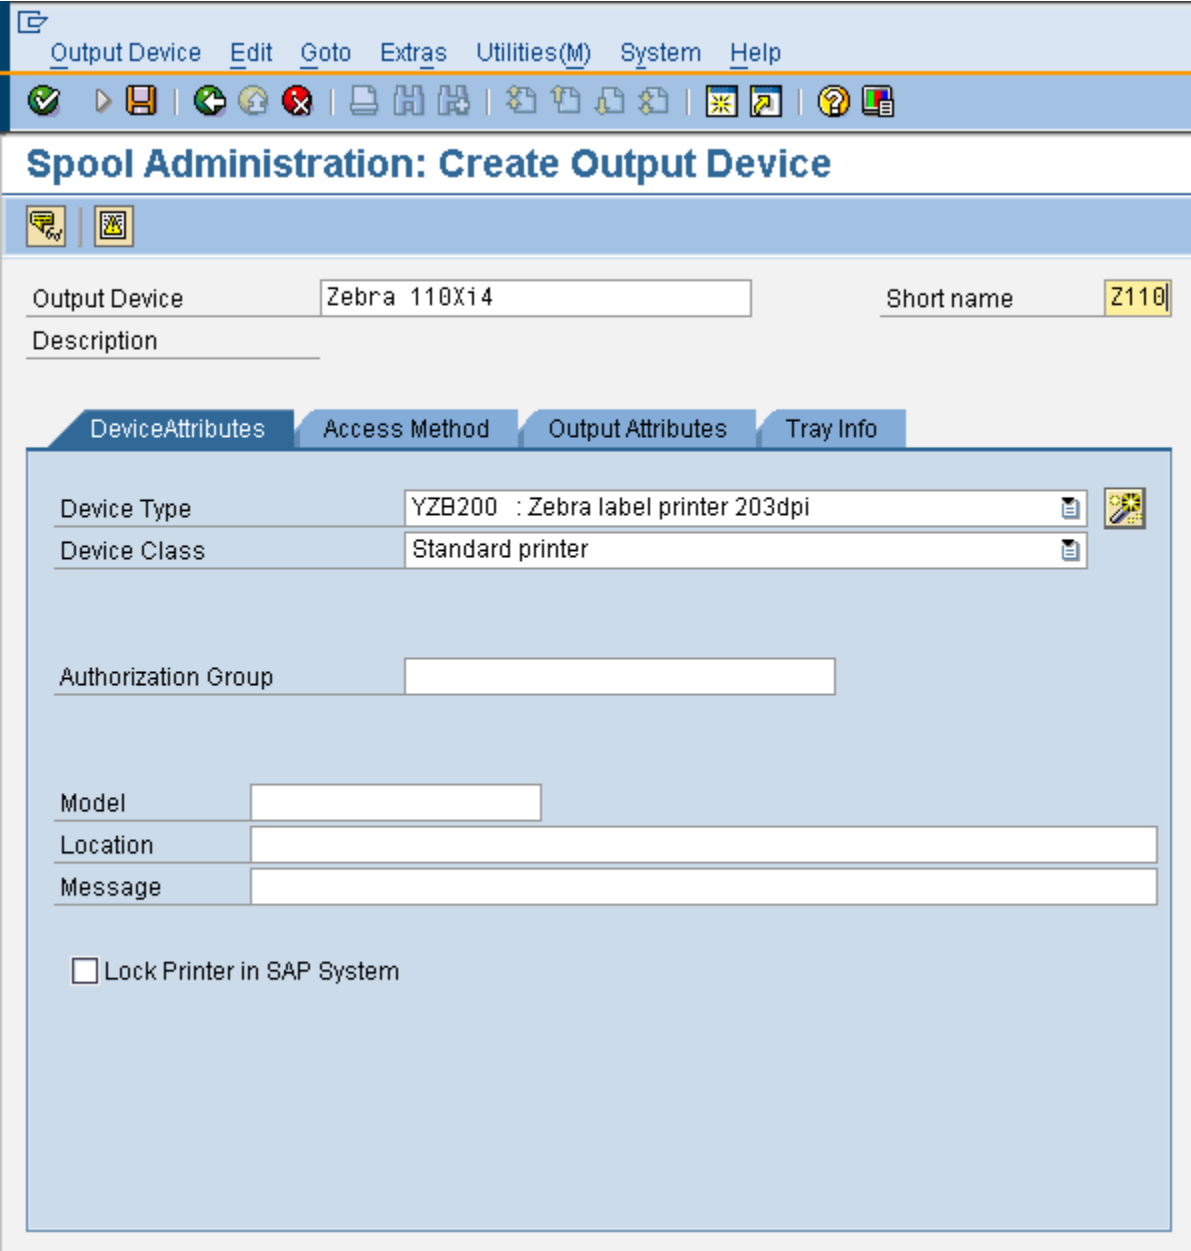 Output Device Edit Goto Extras Utilities(M) System Help
Spool Administration: Create Output Device
Output Device Zebra 110Xi4 Short name Z110
Description
DeviceAttributes Access Method Output Attributes Tray Info
Device Type YZB200 : Zebra label printer 203dpi
Device Class Standard printer
Authorization Group
Model
Location
Message
Lock Printer in SAP System